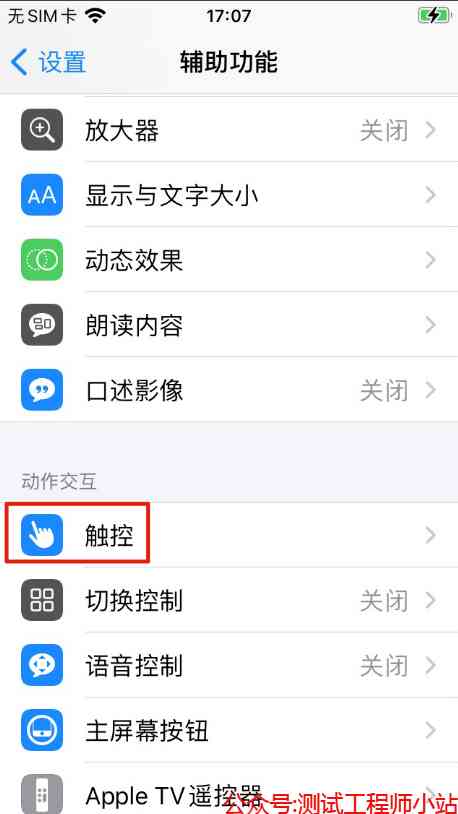 无SIM卡 17:07
设置 辅助功能
放大器 关闭
AA 显示与文字大小
动态效果
朗读内容
口述影像 关闭
动作交互
触控
切换控制 关闭
语音控制 关闭
主屏幕按钮
Apple TV遥控器
公众号:测试工程师小站